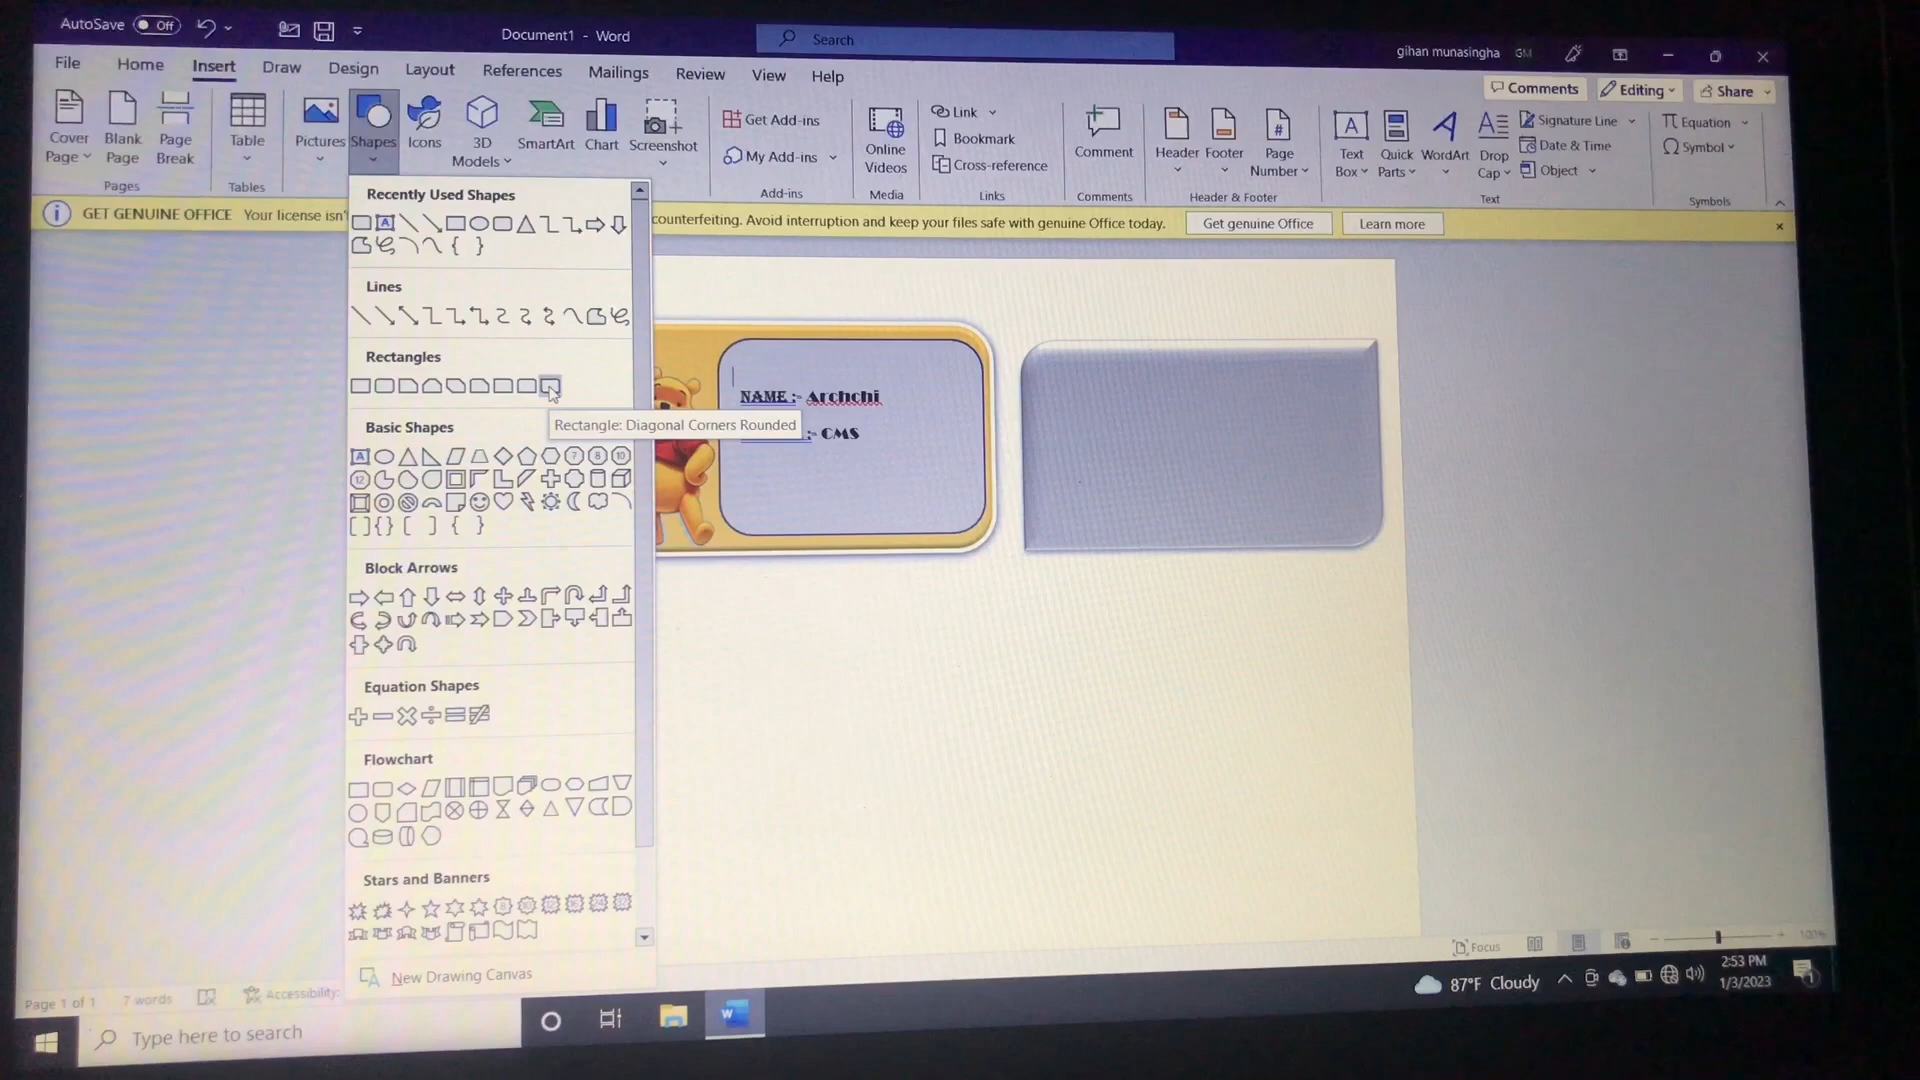 AutoSave Off
Document1 - Word
Search
gihan munasingha GM
File Home Insert Draw Design Layout References Mailings Review View Help
Comments Editing Share
Cover Page
Blank Page
Page Break
Pages
Table
Tables
Pictures
Shapes
Icons
3D Models
SmartArt
Chart
Screenshot
Get Add-ins
My Add-ins
Add-ins
Online Videos
Media
Link
Bookmark
Cross-reference
Links
Comment
Comments
Header
Footer
Page Number
Header & Footer
Text Box
Quick Parts
WordArt
Drop Cap
Signature Line
Date & Time
Object
Text
Equation
Symbol
Symbols
GET GENUINE OFFICE Your license isn't
counterfeiting. Avoid interruption and keep your files safe with genuine Office today.
Get genuine Office
Learn more
Recently Used Shapes
Lines
Rectangles
Rectangle: Diagonal Corners Rounded
Basic Shapes
Block Arrows
Equation Shapes
Flowchart
Stars and Banners
New Drawing Canvas
NAME :- Archchi
:- CMS
Page 1 of 1 7 words Accessibility:
Focus
100%
Type here to search
87°F Cloudy
2:53 PM
1/3/2023